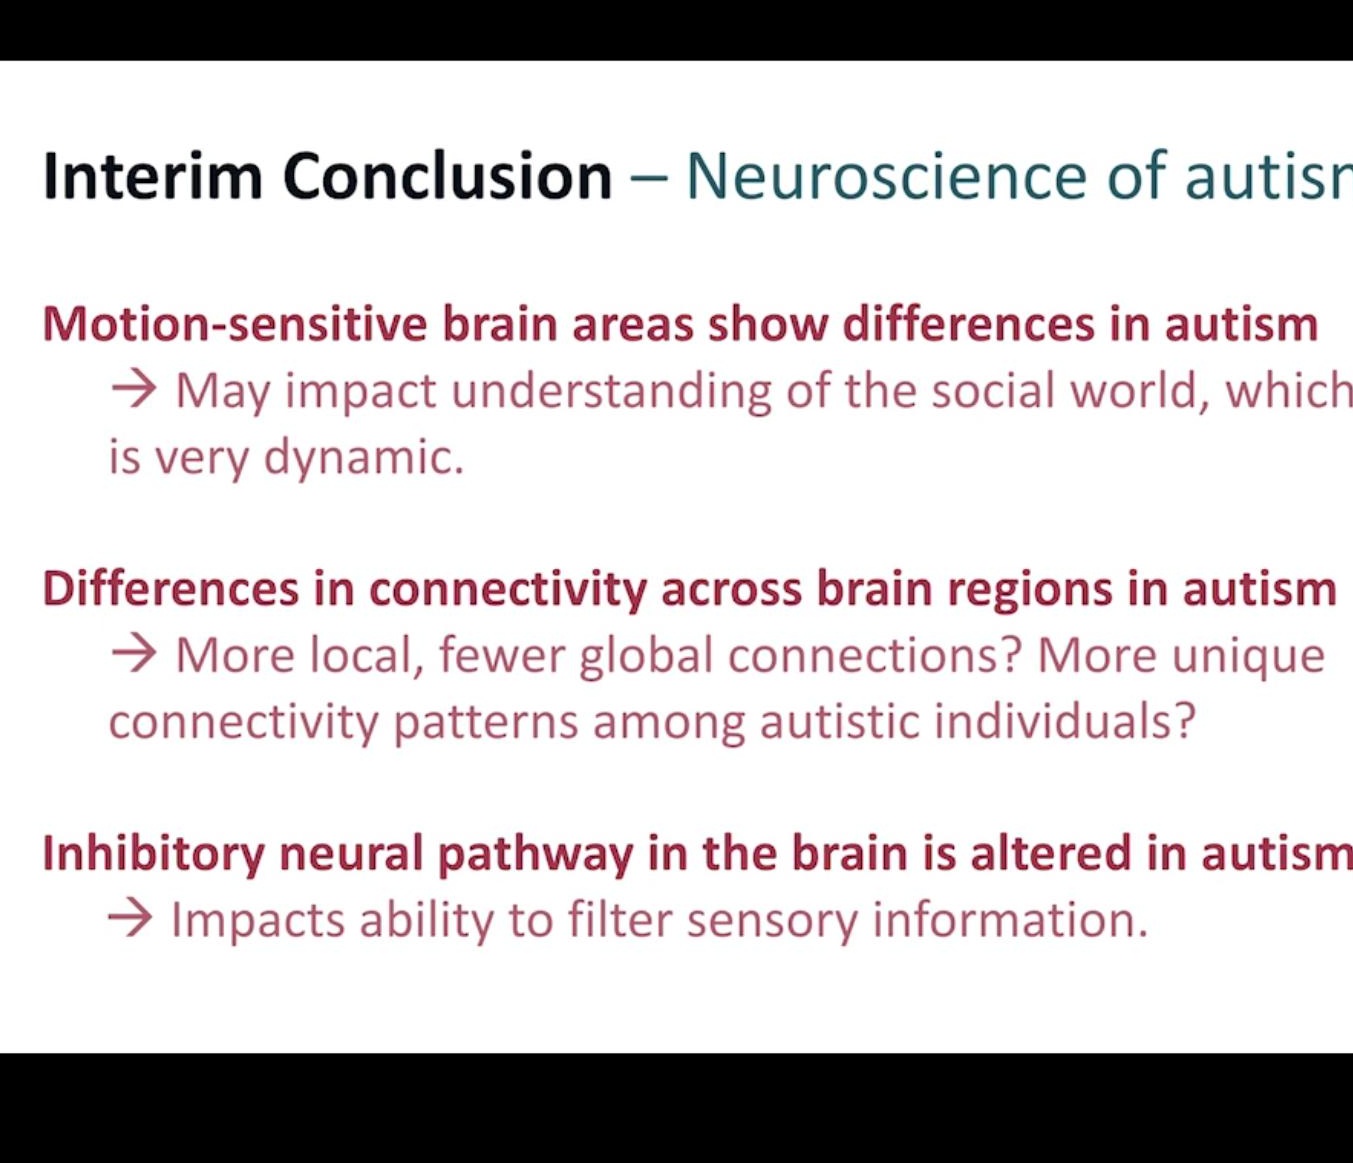 Interim Conclusion – Neuroscience of autism
Motion-sensitive brain areas show differences in autism
→ May impact understanding of the social world, which
is very dynamic.
Differences in connectivity across brain regions in autism
→ More local, fewer global connections? More unique
connectivity patterns among autistic individuals?
Inhibitory neural pathway in the brain is altered in autism
→ Impacts ability to filter sensory information.